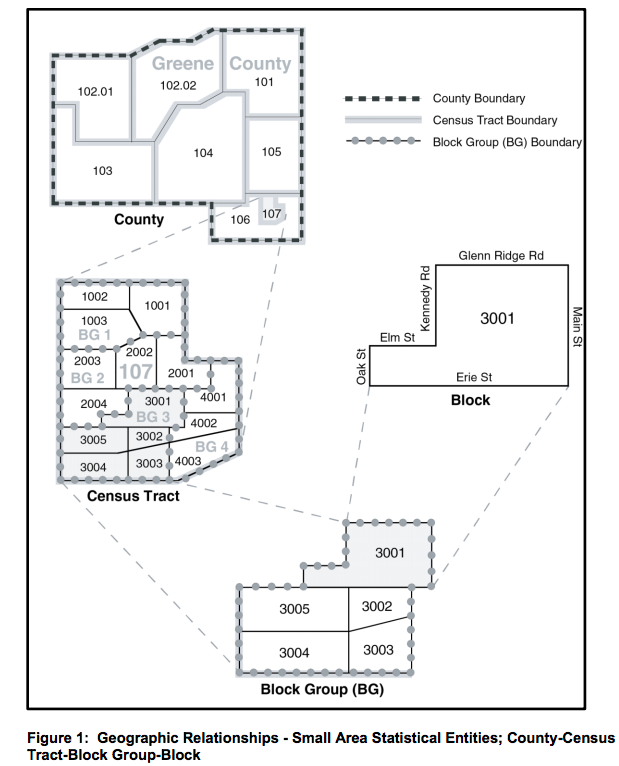 Greene County
102.01
102.02
101
103
104
105
106
107
County
County Boundary
Census Tract Boundary
Block Group (BG) Boundary
1002
1001
1003
BG 1
2003
2002
BG 2
107
2001
2004
3001
4001
BG 3
4002
3005
3002
BG 4
3004
3003
4003
Census Tract
Glenn Ridge Rd
Kennedy Rd
3001
Main St
Elm St
Oak St
Erie St
Block
3001
3005
3002
3004
3003
Block Group (BG)
Figure 1: Geographic Relationships - Small Area Statistical Entities; County-Census
Tract-Block Group-Block